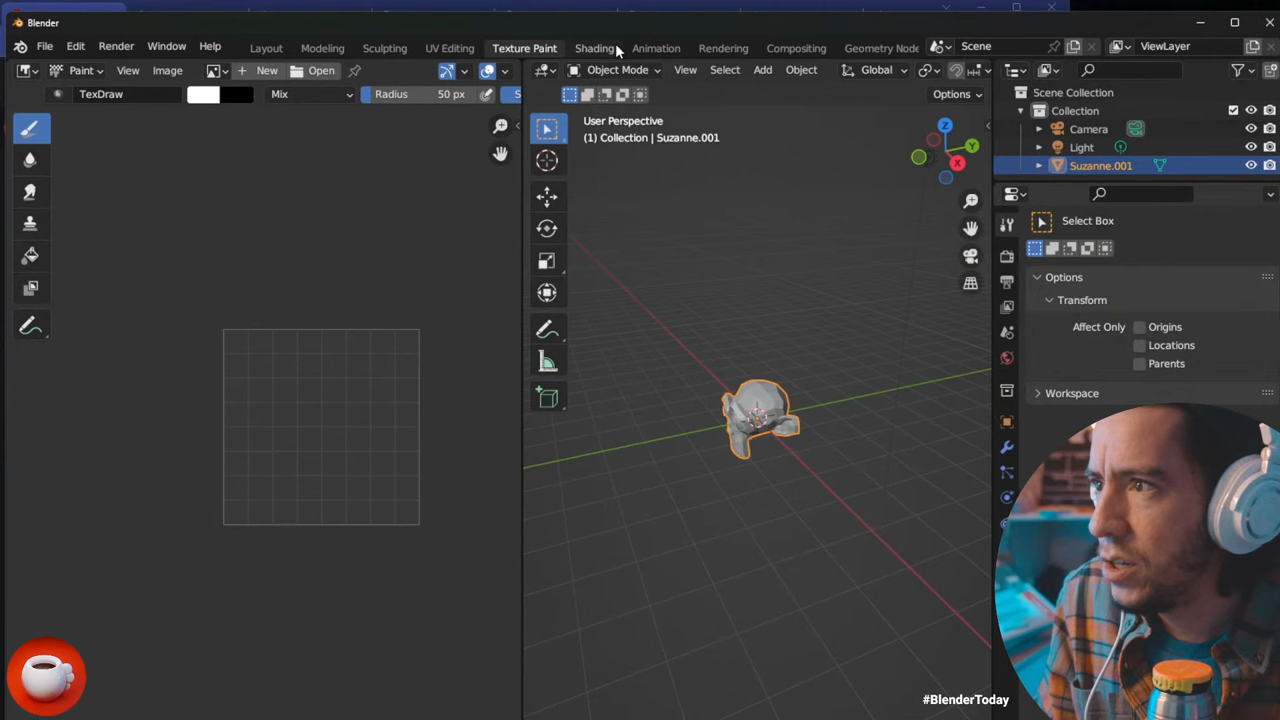 Blender
File Edit Render Window Help Layout Modeling Sculpting UV Editing Texture Paint Shading Animation Rendering Compositing Geometry Node Scene ViewLayer
Paint View Image New Open Object Mode View Select Add Object Global
TexDraw Mix Radius 50 px S Options
User Perspective
(1) Collection | Suzanne.001
Z
Y
X
Scene Collection
Collection
Camera
Light
Suzanne.001
Select Box
Options
Transform
Affect Only Origins
Locations
Parents
Workspace
#BlenderToday